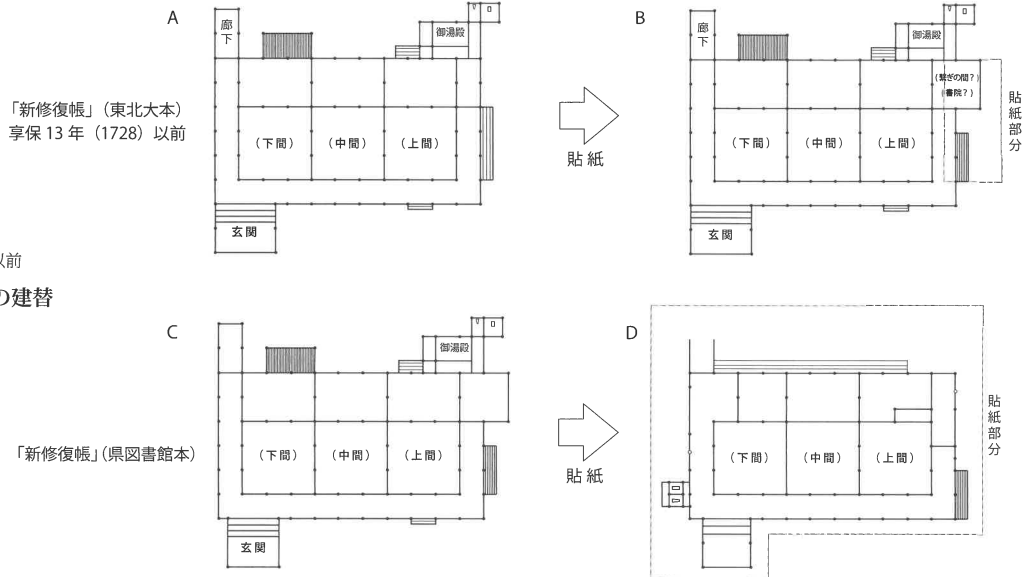 A
廊下
御湯殿
「新修復帳」（東北大本）
享保 13 年（1728）以前
（下間）
（中間）
（上間）
玄関
貼紙
B
廊下
御湯殿
(繋ぎの間？)
(書院？)
（下間）
（中間）
（上間）
玄関
貼紙部分
以前
の建替
C
御湯殿
「新修復帳」（県図書館本）
（下間）
（中間）
（上間）
玄関
貼紙
D
（下間）
（中間）
（上間）
貼紙部分